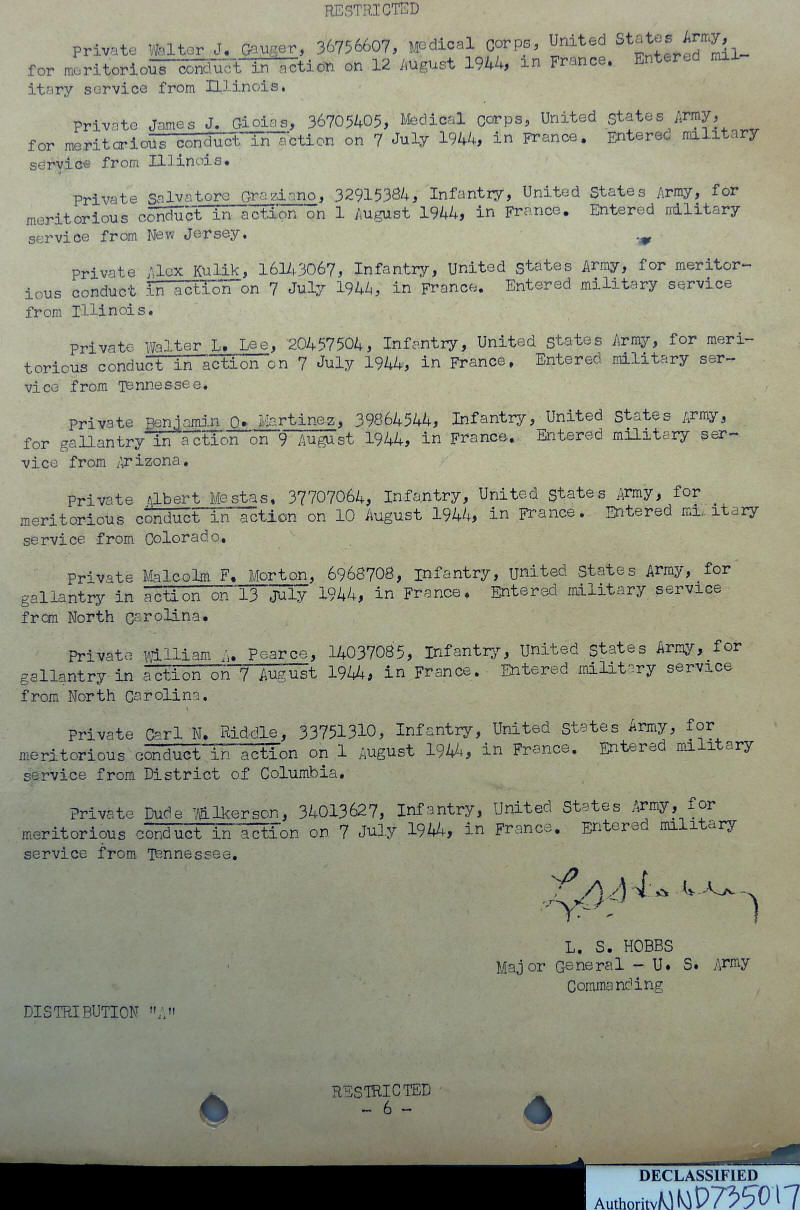 RESTRICTED
Private Walter J. Gauger, 36756607, Medical Corps, United States Army,
for meritorious conduct in action on 12 August 1944, in France. Entered mil-
itary service from Illinois.
Private James J. Gioias, 36705405, Medical Corps, United States Army,
for meritorious conduct in action on 7 July 1944, in France. Entered military
service from Illinois.
Private Salvatore Graziano, 32915384, Infantry, United States Army, for
meritorious conduct in action on 1 August 1944, in France. Entered military
service from New Jersey.
Private Alex Kulik, 16143067, Infantry, United States Army, for meritor-
ious conduct in action on 7 July 1944, in France. Entered military service
from Illinois.
Private Walter L. Lee, 20457504, Infantry, United States Army, for meri-
torious conduct in action on 7 July 1944, in France. Entered military ser-
vice from Tennessee.
Private Benjamin O. Martinez, 39864544, Infantry, United States Army,
for gallantry in action on 9 August 1944, in France. Entered military ser-
vice from Arizona.
Private Albert Mestas, 37707064, Infantry, United States Army, for
meritorious conduct in action on 10 August 1944, in France. Entered military
service from Colorado.
Private Malcolm F. Morton, 6968708, Infantry, United States Army, for
gallantry in action on 13 July 1944, in France. Entered military service
from North Carolina.
Private William A. Pearce, 14037085, Infantry, United States Army, for
gallantry in action on 7 August 1944, in France. Entered military service
from North Carolina.
Private Carl N. Riddle, 33751310, Infantry, United States Army, for
meritorious conduct in action on 1 August 1944, in France. Entered military
service from District of Columbia.
Private Dude Wilkerson, 34013627, Infantry, United States Army, for
meritorious conduct in action on 7 July 1944, in France. Entered military
service from Tennessee.
L. S. HOBBS
Major General - U. S. Army
Commanding
DISTRIBUTION "A"
RESTRICTED
- 6 -
DECLASSIFIED
Authority NND735017